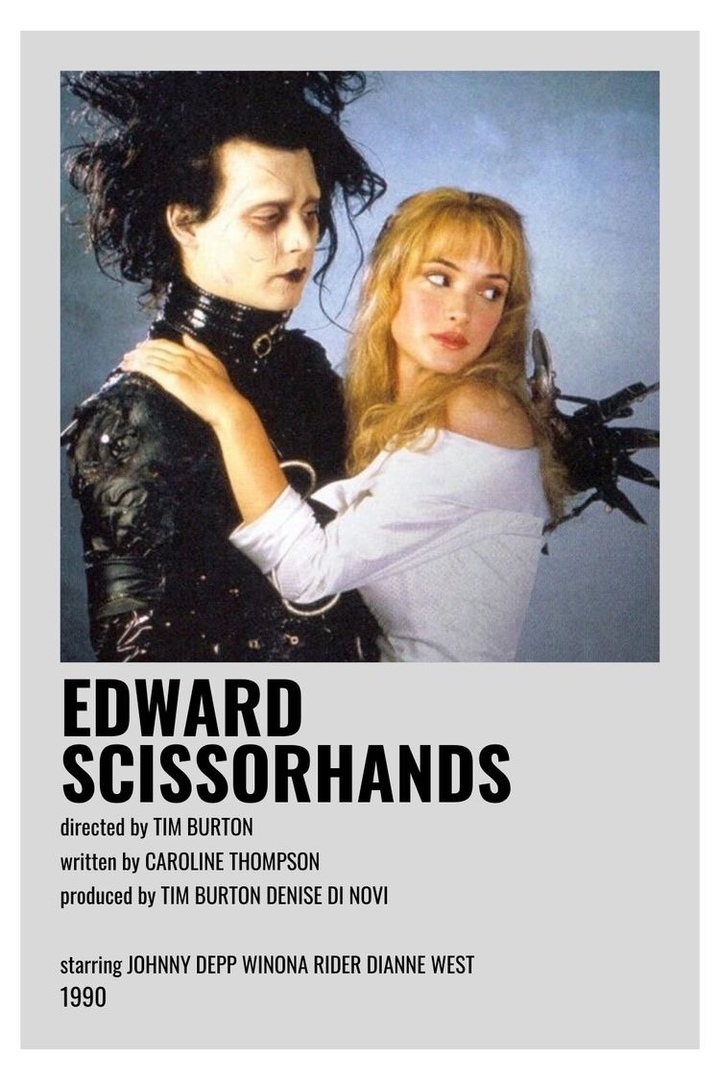 EDWARD
SCISSORHANDS
directed by TIM BURTON
written by CAROLINE THOMPSON
produced by TIM BURTON DENISE DI NOVI
starring JOHNNY DEPP WINONA RIDER DIANNE WEST
1990